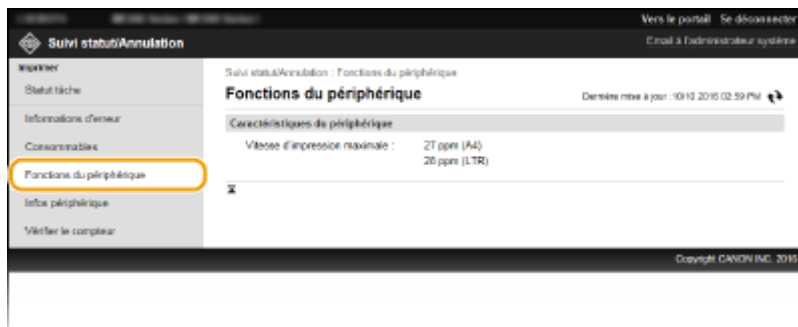 Vers le portail Se déconnecter
Suivi statut/Annulation
Email à l'administrateur système
Imprimer
Statut tâche
Informations d'erreur
Consommables
Fonctions du périphérique
Infos périphérique
Vérifier le compteur
Suivi statut/Annulation : Fonctions du périphérique
Fonctions du périphérique
Dernière mise à jour : 10/10 2016 02:59 PM
Caractéristiques du périphérique
Vitesse d'impression maximale : 27 ppm (A4)
28 ppm (LTR)
Copyright CANON INC. 2016